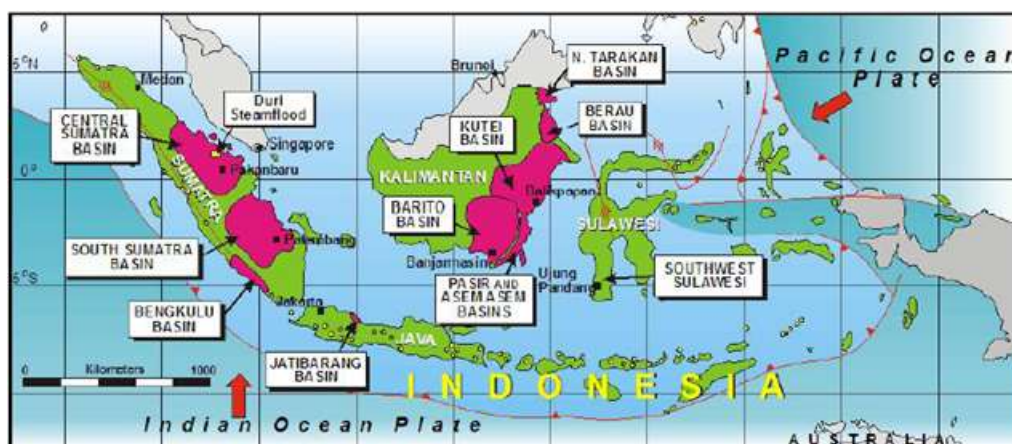 Pacific Ocean
Plate
5°N
Medan
Brunei
N. TARAKAN
BASIN
Duri
Steamflood
CENTRAL
SUMATRA
BASIN
KUTEI
BASIN
BERAU
BASIN
Singapore
0°
Pakanbaru
SUMATRA
KALIMANTAN
Balikpapan
BARITO
BASIN
SULAWESI
SOUTH SUMATRA
BASIN
Palembang
Banjarmasin
Ujung
Pandang
SOUTHWEST
SULAWESI
5°S
PASIR AND
ASEM ASEM
BASINS
BENGKULU
BASIN
Jakarta
JAVA
JATIBARANG
BASIN
Kilometers
0 1000
INDONESIA
Indian Ocean Plate
AUSTRALIA